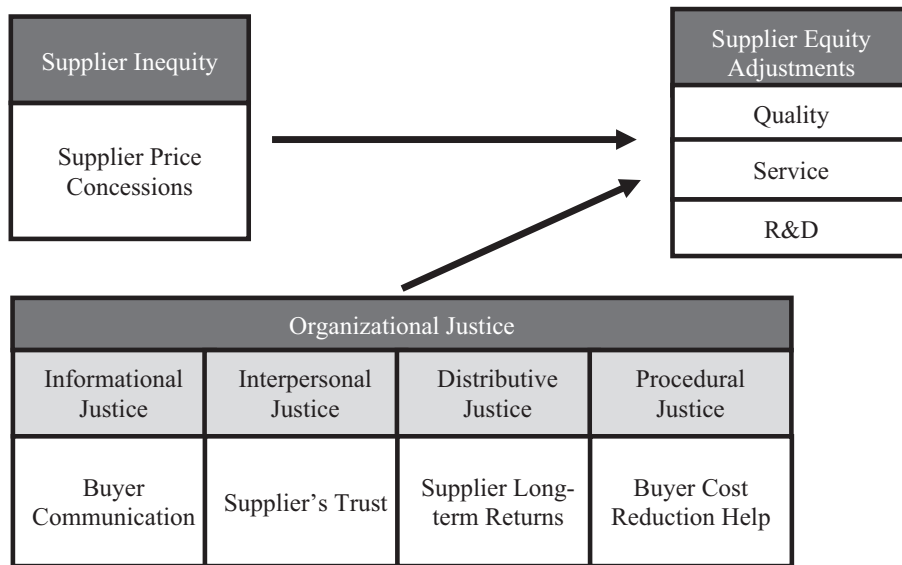 Supplier Inequity
Supplier Price
Concessions
Supplier Equity
Adjustments
Quality
Service
R&D
Organizational Justice
Informational
Justice
Interpersonal
Justice
Distributive
Justice
Procedural
Justice
Buyer
Communication
Supplier’s Trust
Supplier Long-
term Returns
Buyer Cost
Reduction Help